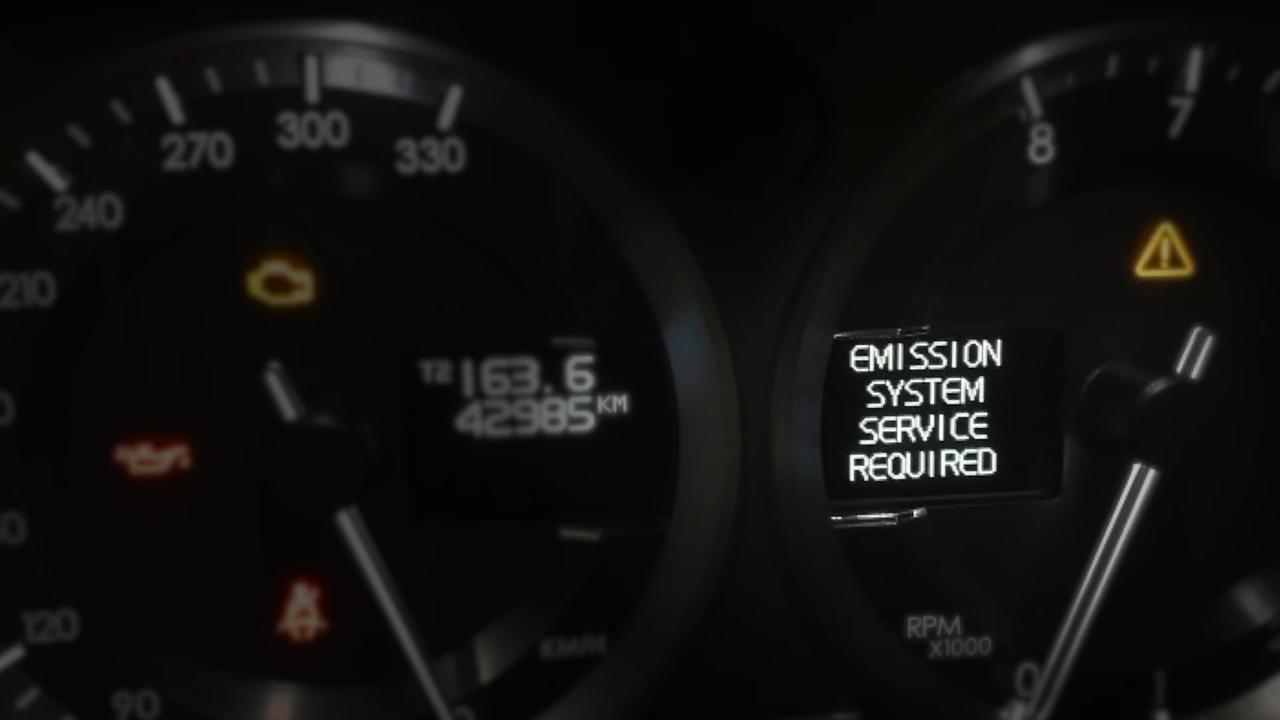 270
300
330
240
210
120
90
T2 163.6
42985 KM
KM/H
8
7
EMISSION
SYSTEM
SERVICE
REQUIRED
RPM
X1000
0
1